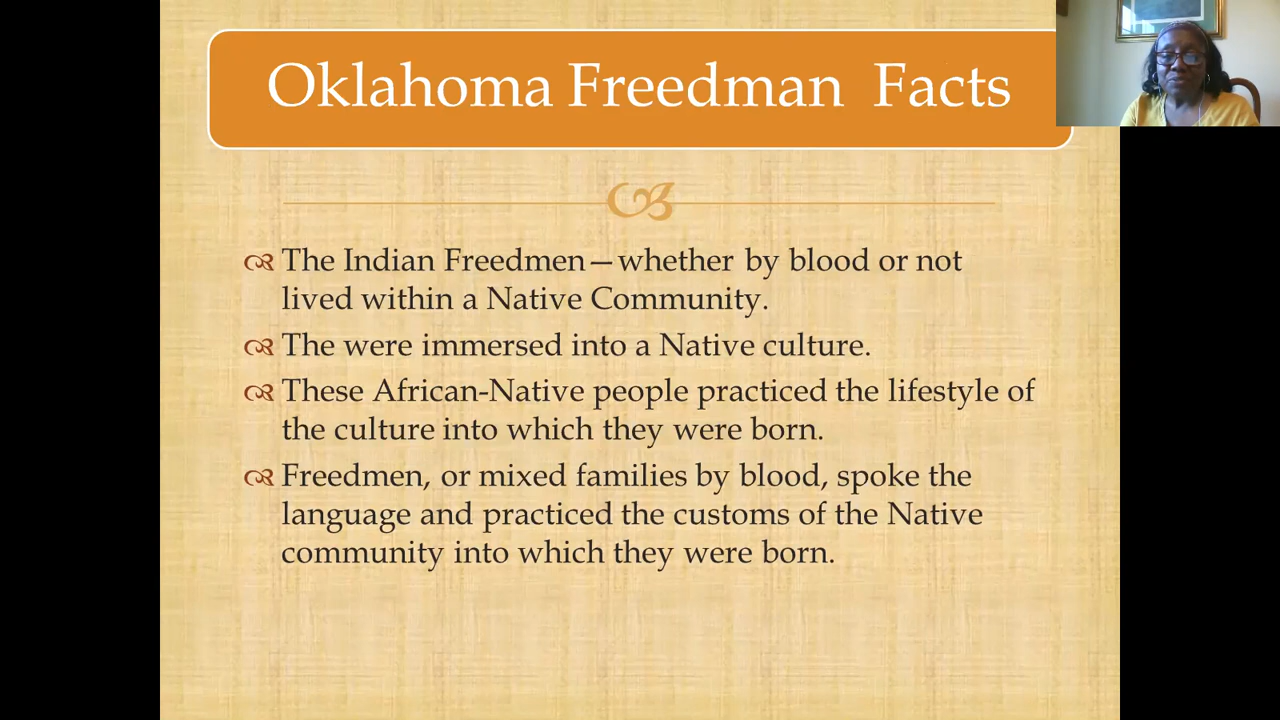 Oklahoma Freedman Facts
The Indian Freedmen—whether by blood or not
lived within a Native Community.
The were immersed into a Native culture.
These African-Native people practiced the lifestyle of
the culture into which they were born.
Freedmen, or mixed families by blood, spoke the
language and practiced the customs of the Native
community into which they were born.